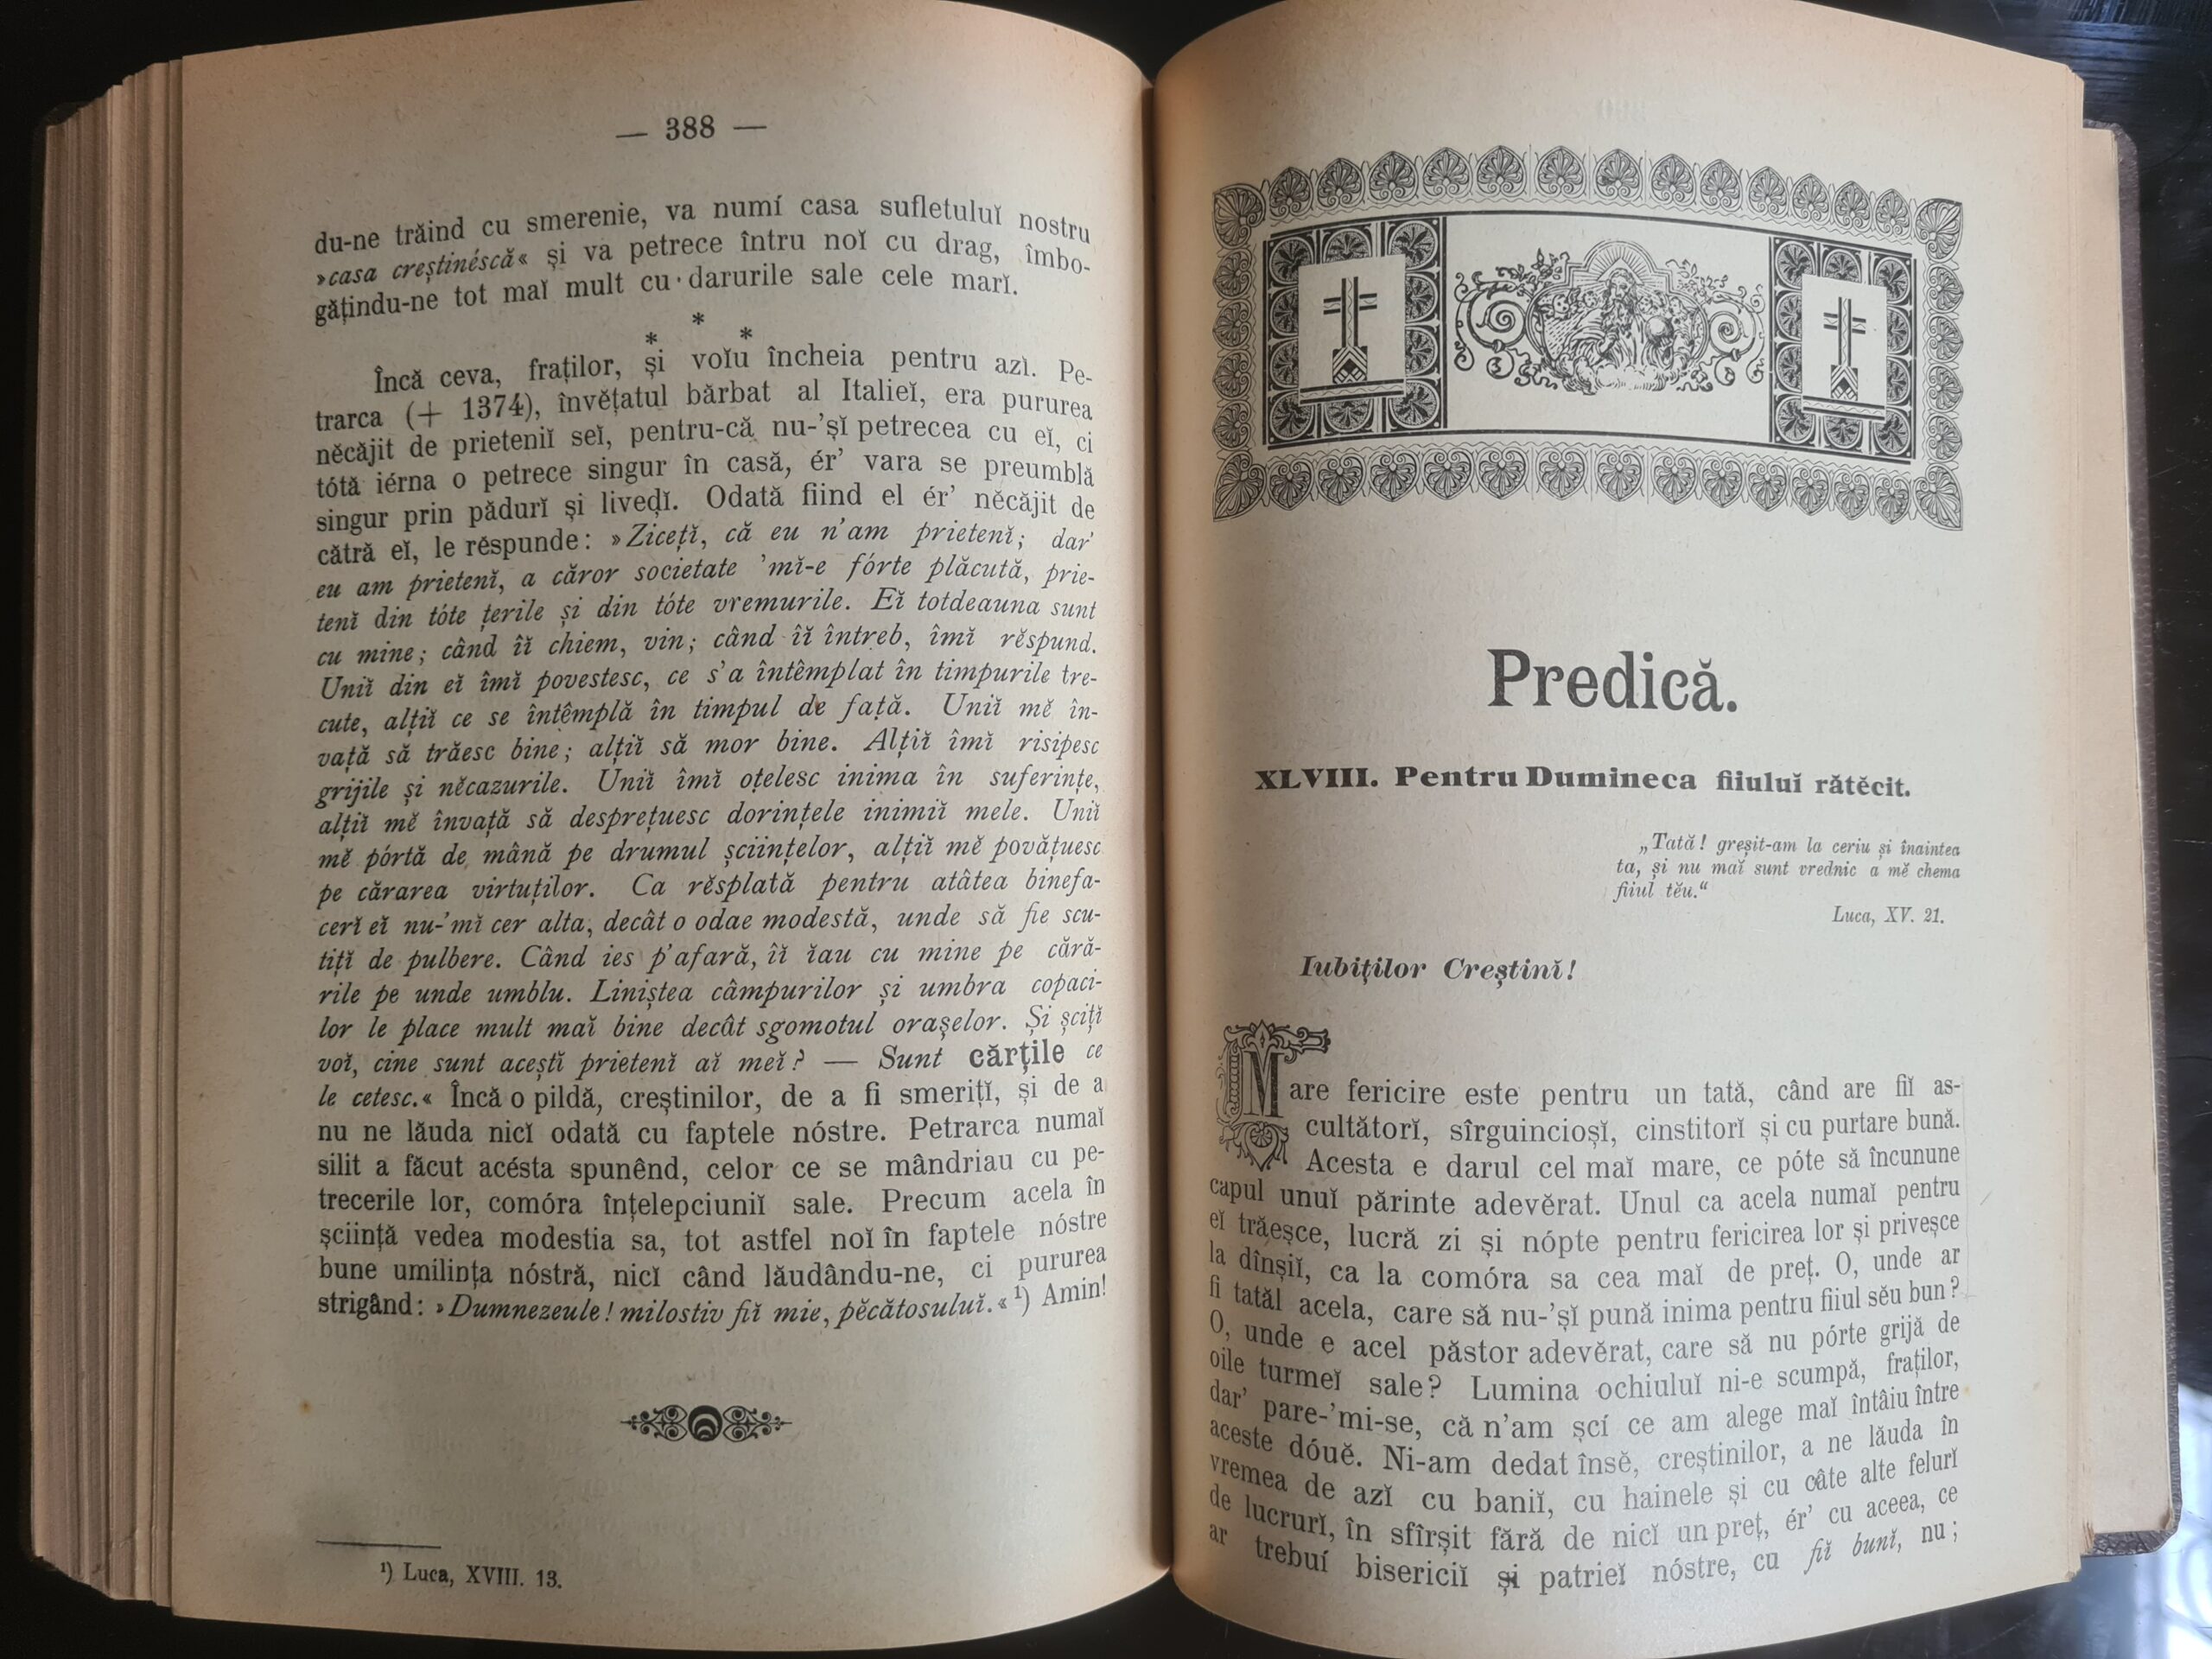 — 388 —
du-ne trăind cu smerenie, va numí casa sufletuluĭ nostru
»casa creștinéscă« și va petrece întru noĭ cu drag, îmbo-
gățindu-ne tot maĭ mult cu darurile sale cele marĭ.
* * *
Încă ceva, fraților, și voĭu încheia pentru azĭ. Pe-
trarca (+ 1374), învĕțatul bărbat al Italieĭ, era pururea
nĕcăjit de prieteniĭ seĭ, pentru-că nu-'șĭ petrecea cu eĭ, ci
tótă iérna o petrece singur în casă, ér' vara se preumblă
singur prin pădurĭ și livedĭ. Odată fiind el ér' nĕcăjit de
cătră eĭ, le rĕspunde: »Zicețĭ, că eu n'am prietenĭ; dar'
eu am prietenĭ, a căror societate 'mĭ-e fórte plăcută, prie-
tenĭ din tóte țerile și din tóte vremurile. Eĭ totdeauna sunt
cu mine; când îĭ chiem, vin; când îĭ întreb, îmĭ rĕspund.
Uniĭ din eĭ îmĭ povestesc, ce s'a întêmplat în timpurile tre-
cute, alțiĭ ce se întêmplă în timpul de față. Uniĭ mĕ în-
vață să trăesc bine; alțiĭ să mor bine. Alțiĭ îmĭ risipesc
grijile și nĕcazurile. Uniĭ îmĭ oțelesc inima în suferințe,
alțiĭ mĕ învață să desprețuesc dorințele inimiĭ mele. Uniĭ
mĕ pórtă de mână pe drumul sciințelor, alțiĭ mĕ povățuesc
pe cărarea virtuților. Ca rĕsplată pentru atâtea binefa-
cerĭ eĭ nu-'mĭ cer alta, decât o odae modestă, unde să fie scu-
tițĭ de pulbere. Când ies p'afară, îĭ ĭau cu mine pe cără-
rile pe unde umblu. Liniștea câmpurilor și umbra copaci-
lor le place mult maĭ bine decât sgomotul orașelor. Și șcițĭ
voĭ, cine sunt aceștĭ prietenĭ aĭ meĭ? — Sunt cărțile ce
le cetesc.« Încă o pildă, creștinilor, de a fi smerițĭ, și de a
nu ne lăuda nicĭ odată cu faptele nóstre. Petrarca numaĭ
silit a făcut acésta spunênd, celor ce se mândriau cu pe-
trecerile lor, comóra înțelepciuniĭ sale. Precum acela în
șciință vedea modestia sa, tot astfel noĭ în faptele nóstre
bune umilința nóstră, nicĭ când lăudându-ne, ci pururea
strigând: »Dumnezeule! milostiv fiĭ mie, pĕcătosuluĭ.« ¹) Amin!
¹) Luca, XVIII. 13.
Predică.
XLVIII. Pentru Dumineca fiiuluĭ rătĕcit.
„Tată! greșit-am la ceriu și înaintea
ta, și nu maĭ sunt vrednic a mĕ chema
fiiul tĕu.“
Luca, XV. 21.
Iubiților Creștinĭ!
Mare fericire este pentru un tată, când are fiĭ as-
cultătorĭ, sîrguincioșĭ, cinstitorĭ și cu purtare bună.
Acesta e darul cel maĭ mare, ce póte să încunune
capul unuĭ părinte adevĕrat. Unul ca acela numaĭ pentru
eĭ trăeșce, lucră zi și nópte pentru fericirea lor și priveșce
la dînșiĭ, ca la comóra sa cea maĭ de preț. O, unde ar
fi tatăl acela, care să nu-'șĭ pună inima pentru fiiul sĕu bun?
O, unde e acel păstor adevĕrat, care să nu pórte grijă de
oile turmeĭ sale? Lumina ochiuluĭ ni-e scumpă, fraților,
dar' pare-'mi-se, că n'am șcí ce am alege maĭ întâiu între
aceste dóuĕ. Ni-am dedat însĕ, creștinilor, a ne lăuda în
vremea de azĭ cu baniĭ, cu hainele și cu câte alte felurĭ
de lucrurĭ, în sfîrșit fără de nicĭ un preț, ér' cu aceea, ce
ar trebuí bisericiĭ și patrieĭ nóstre, cu fiĭ bunĭ, nu;